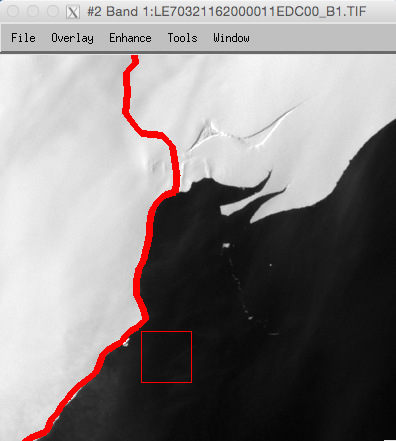 #2 Band 1:LE70321162000011EDC00_B1.TIF
File Overlay Enhance Tools Window